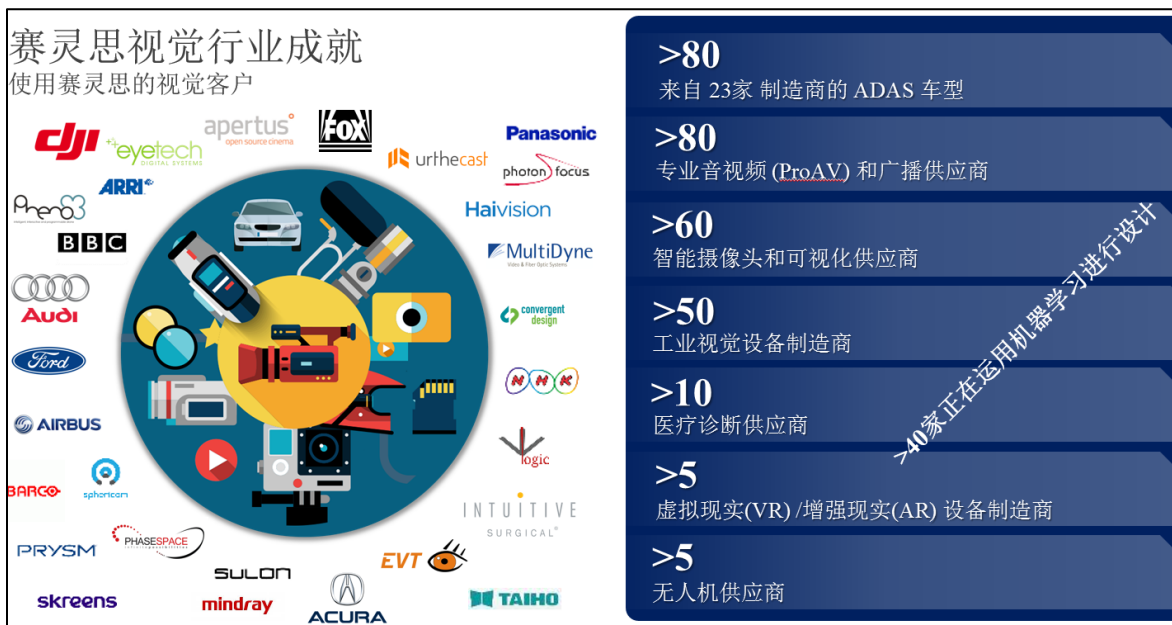 赛灵思视觉行业成就
使用赛灵思的视觉客户
dji
eyetech
DIGITAL SYSTEMS
apertus°
open source cinema
FOX
urthecast
Panasonic
photon focus
ARRI
Haivision
BBC
MultiDyne
Video & Fiber Optic Systems
Audi
convergent
design
Ford
NHK
AIRBUS
logic
BARCO
sphericam
INTUITIVE
SURGICAL®
PRYSM
PHASESPACE
EVT
SULON
skreens
mindray
ACURA
TAIHO
>80
来自 23家 制造商的 ADAS 车型
>80
专业音视频 (ProAV) 和广播供应商
>60
智能摄像头和可视化供应商
>50
工业视觉设备制造商
>10
医疗诊断供应商
>5
虚拟现实(VR) /增强现实(AR) 设备制造商
>5
无人机供应商
>40家正在运用机器学习进行设计